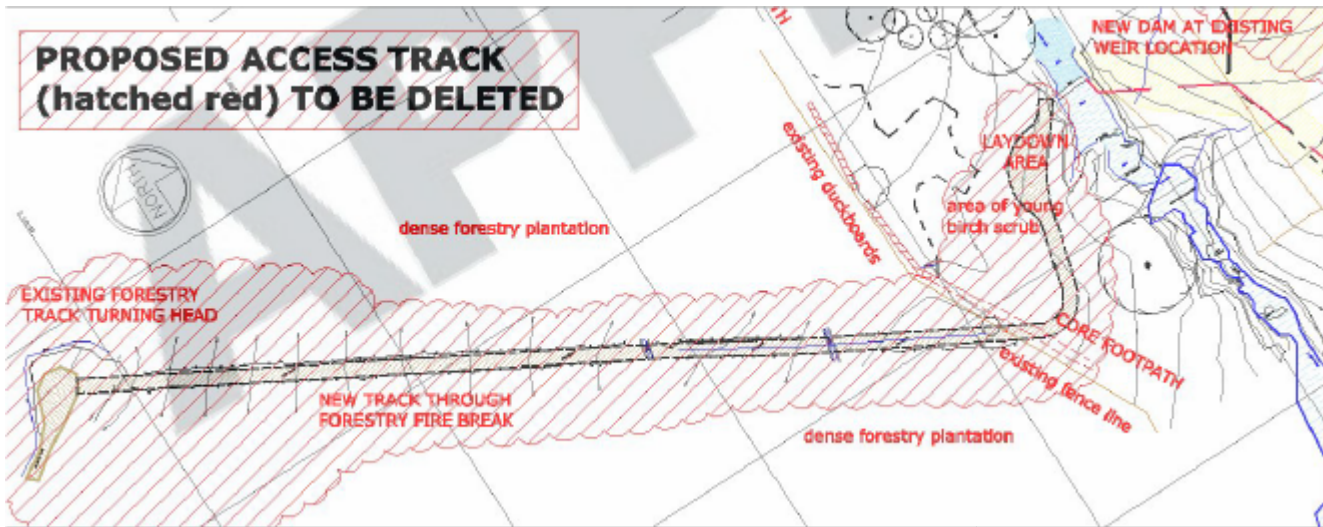 PROPOSED ACCESS TRACK
(hatched red) TO BE DELETED
NEW DAM AT EXISTING
WEIR LOCATION
existing duckboards
LAYDOWN
AREA
area of young
birch scrub
NORTH
dense forestry plantation
EXISTING FORESTRY
TRACK TURNING HEAD
CORE FOOTPATH
existing fence line
NEW TRACK THROUGH
FORESTRY FIRE BREAK
dense forestry plantation